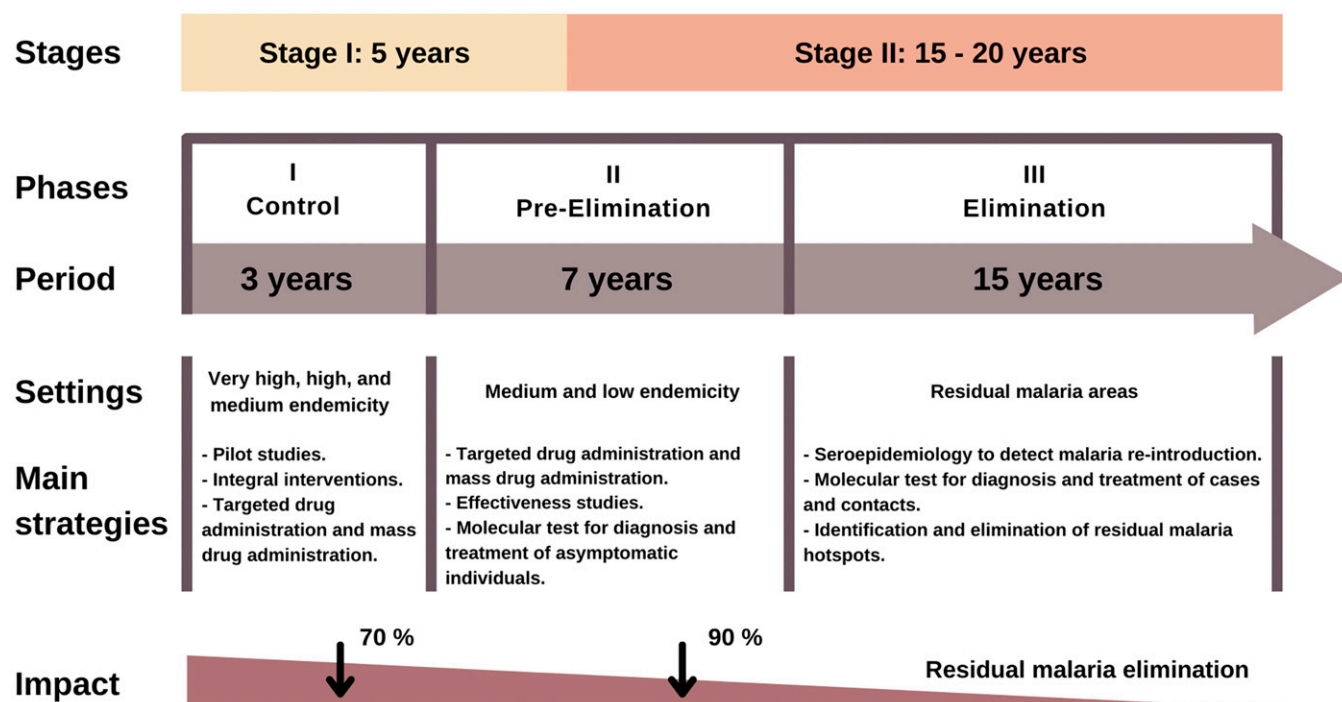 Stages
Stage I: 5 years
Stage II: 15 - 20 years
Phases
I
Control
II
Pre-Elimination
III
Elimination
Period
3 years
7 years
15 years
Settings
Very high, high, and
medium endemicity
Medium and low endemicity
Residual malaria areas
Main
strategies
- Pilot studies.
- Integral interventions.
- Targeted drug
administration and mass
drug administration.
- Targeted drug administration and
mass drug administration.
- Effectiveness studies.
- Molecular test for diagnosis and
treatment of asymptomatic
individuals.
- Seroepidemiology to detect malaria re-introduction.
- Molecular test for diagnosis and treatment of cases
and contacts.
- Identification and elimination of residual malaria
hotspots.
Impact
70 %
90 %
Residual malaria elimination